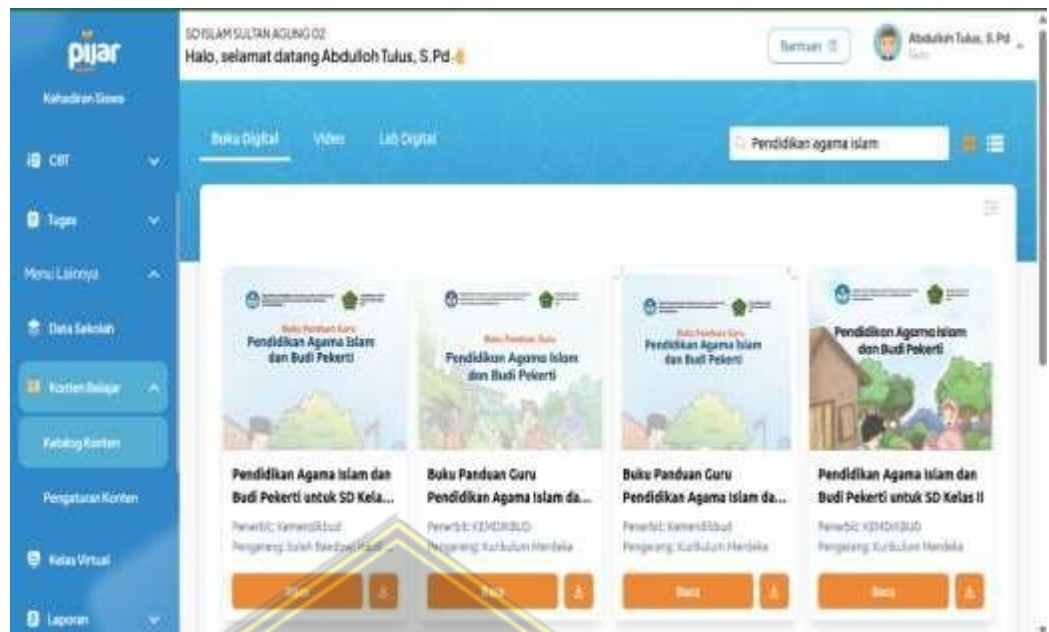 pijar
SD ISLAM SULTAN AGUNG 02
Halo, selamat datang Abdulloh Tulus, S.Pd
Bantuan
Abdulloh Tulus, S.Pd
Guru
Kehadiran Siswa
CBT
Tugas
Menu Lainnya
Data Sekolah
Konten Belajar
Katalog Konten
Pengaturan Konten
Kelas Virtual
Laporan
Buku Digital
Video
Lab Digital
Pendidikan agama islam
Buku Panduan Guru
Pendidikan Agama Islam
dan Budi Pekerti
Pendidikan Agama Islam dan
Budi Pekerti untuk SD Kela...
Penerbit: Kemendikbud
Pengarang:
Baca
Buku Panduan Guru
Pendidikan Agama Islam
dan Budi Pekerti
Buku Panduan Guru
Pendidikan Agama Islam da...
Penerbit: KEMDIKBUD
Pengarang: Kurikulum Merdeka
Baca
Buku Panduan Guru
Pendidikan Agama Islam
dan Budi Pekerti
Buku Panduan Guru
Pendidikan Agama Islam da...
Penerbit: Kemendikbud
Pengarang: Kurikulum Merdeka
Baca
Pendidikan Agama Islam
dan Budi Pekerti
Pendidikan Agama Islam dan
Budi Pekerti untuk SD Kelas II
Penerbit: KEMDIKBUD
Pengarang: Kurikulum Merdeka
Baca